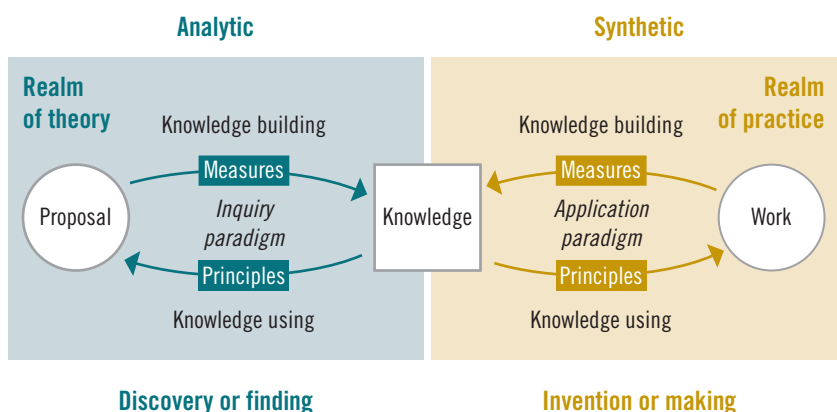 Analytic
Synthetic
Realm
of theory
Realm
of practice
Knowledge building
Knowledge building
Measures
Measures
Proposal
Inquiry
paradigm
Knowledge
Application
paradigm
Work
Principles
Principles
Knowledge using
Knowledge using
Discovery or finding
Invention or making